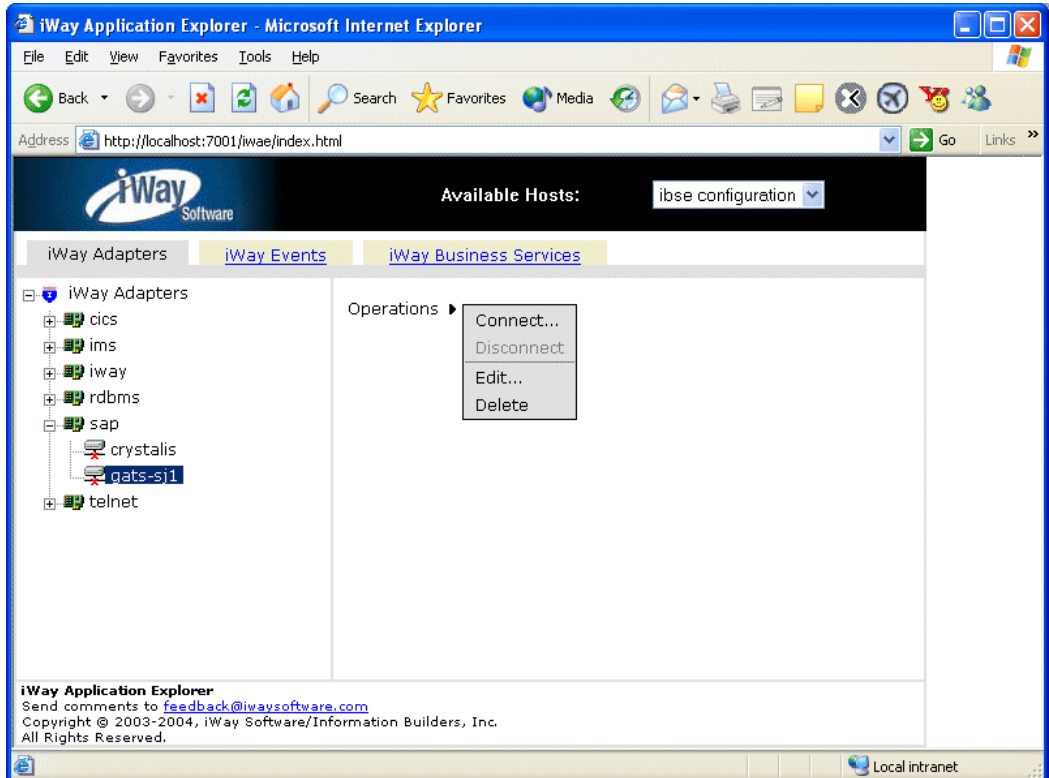 iWay Application Explorer - Microsoft Internet Explorer
File Edit View Favorites Tools Help
Back Search Favorites Media
Address http://localhost:7001/iwae/index.html Go Links »
iWay Software Available Hosts: ibse configuration
iWay Adapters iWay Events iWay Business Services
iWay Adapters
cics
ims
iway
rdbms
sap
crystalis
gats-sj1
telnet
Operations
Connect...
Disconnect
Edit...
Delete
iWay Application Explorer
Send comments to feedback@iwaysoftware.com
Copyright © 2003-2004, iWay Software/Information Builders, Inc.
All Rights Reserved.
Local intranet